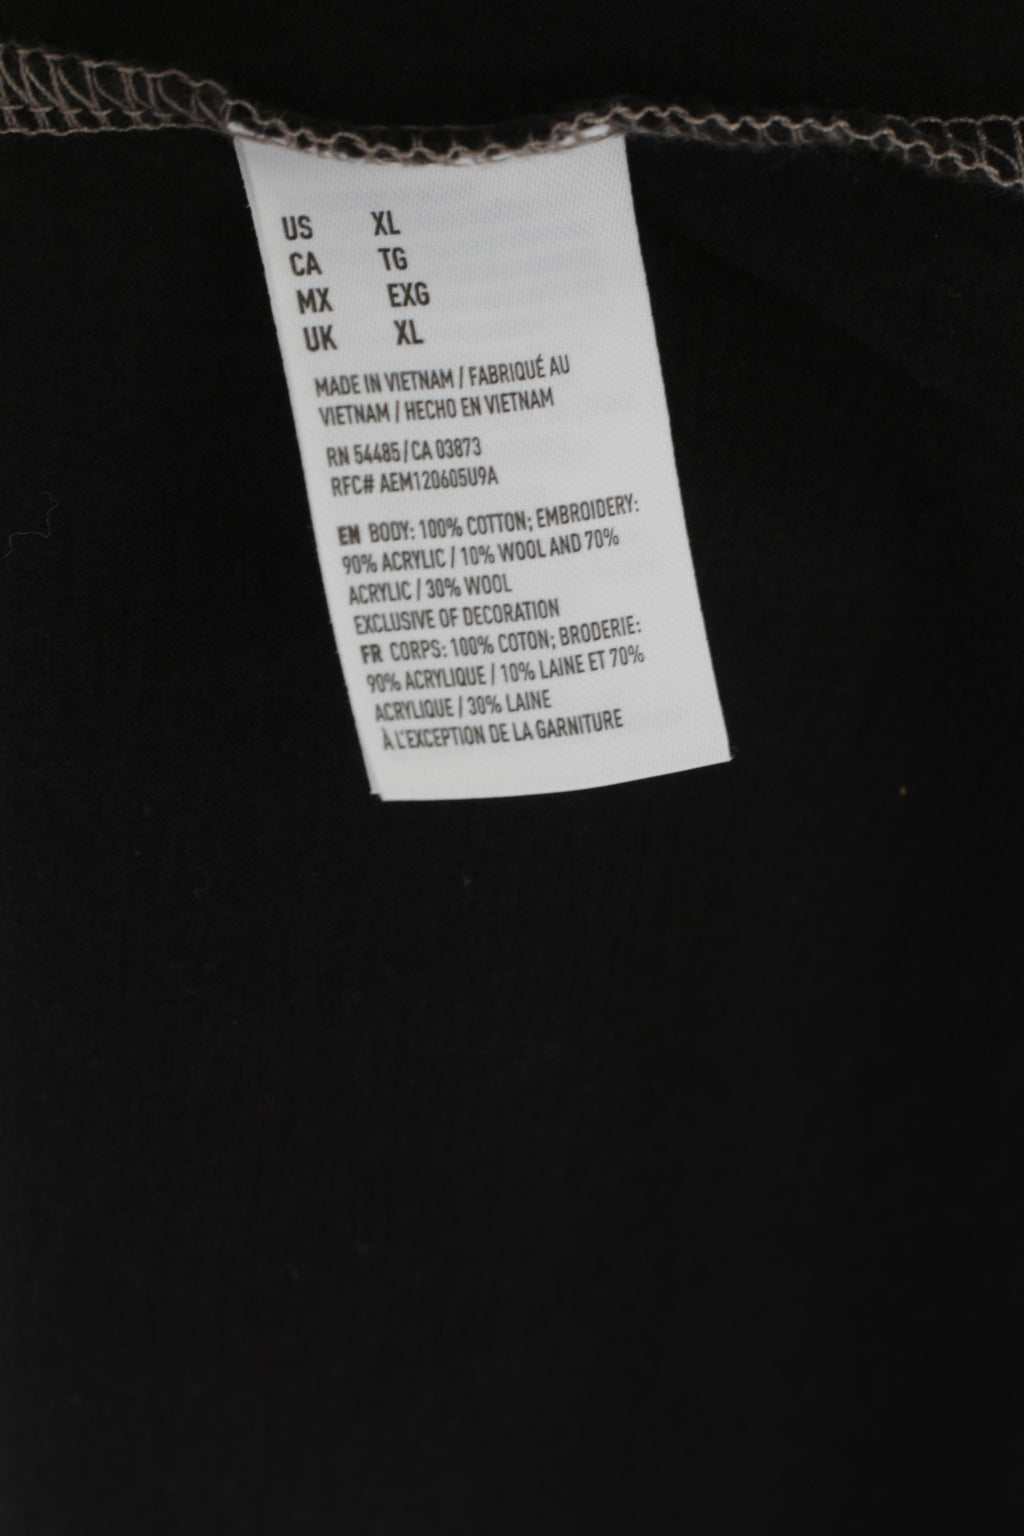 US XL
CA TG
MX EXG
UK XL
MADE IN VIETNAM / FABRIQUÉ AU
VIETNAM / HECHO EN VIETNAM
RN 54485 / CA 03873
RFC# AEM120605U9A
EN BODY: 100% COTTON; EMBROIDERY:
90% ACRYLIC / 10% WOOL AND 70%
ACRYLIC / 30% WOOL
EXCLUSIVE OF DECORATION
FR CORPS: 100% COTON; BRODERIE:
90% ACRYLIQUE / 10% LAINE ET 70%
ACRYLIQUE / 30% LAINE
À L'EXCEPTION DE LA GARNITURE